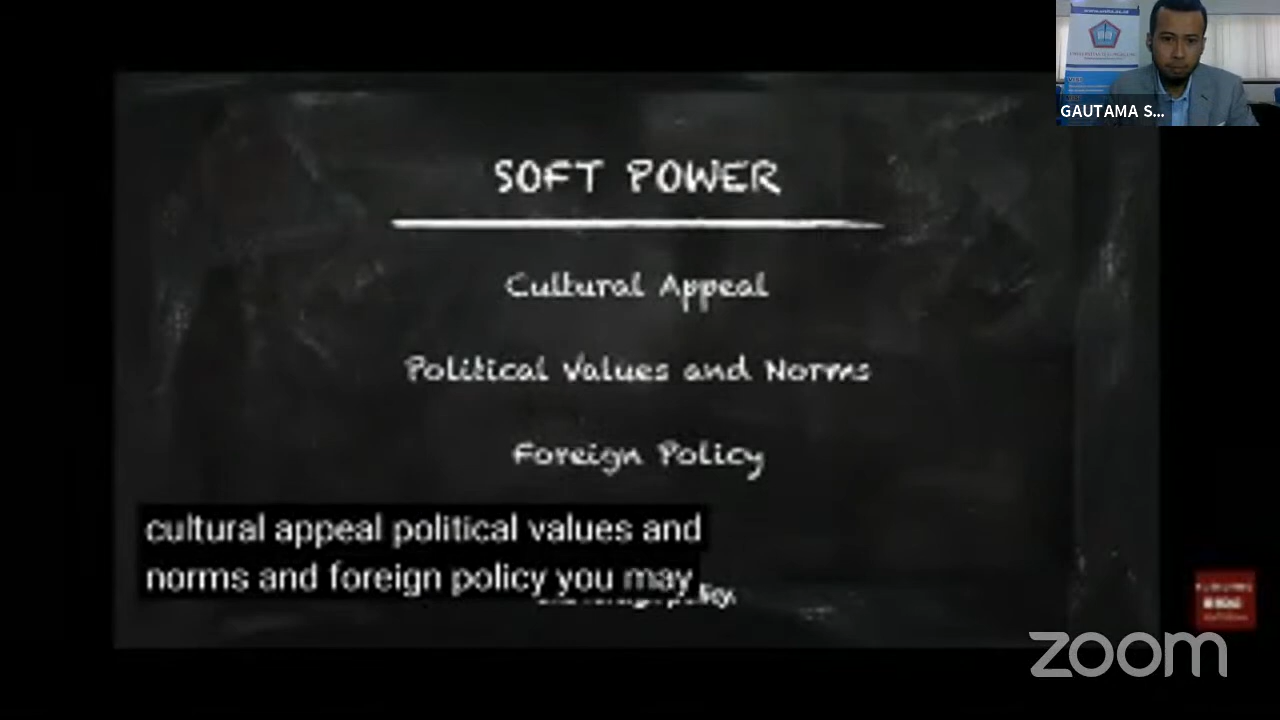 GAUTAMA S...
SOFT POWER
Cultural Appeal
Political Values and Norms
Foreign Policy
cultural appeal political values and
norms and foreign policy you may
policy.
zoom